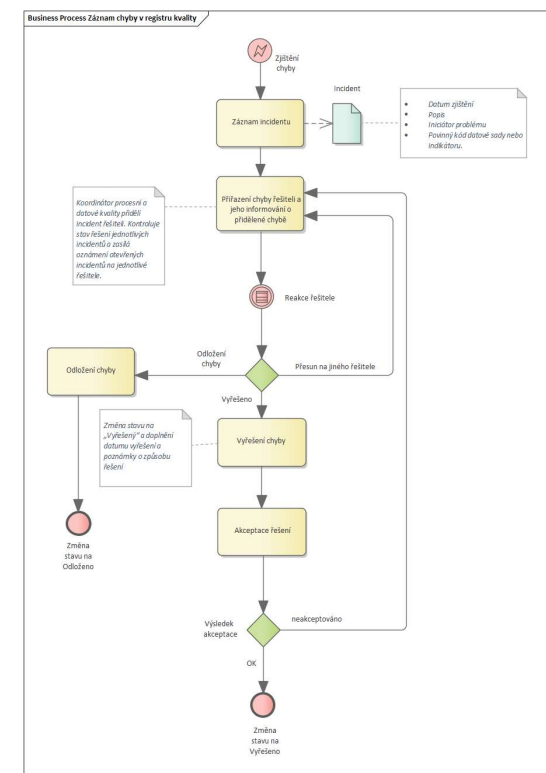 Business Process Záznam chyby v registru kvality
Zjištění
chyby
Incident
Záznam incidentu
• Datum zjištění
• Popis
• Iniciátor problému
• Povinný kód datové sady nebo
indikátoru.
Přiřazení chyby řešiteli a
jeho informování o
přidělené chybě
Koordinátor procesní a
datové kvality přidělí
incident řešiteli. Kontroluje
stav řešení jednotlivých
incidentů a zasílá
oznámení otevřených
incidentů na jednotlivé
řešitele.
Reakce řešitele
Odložení
chyby
Přesun na jiného řešitele
Odložení chyby
Vyřešeno
Změna stavu na
„Vyřešený" a doplnění
datumu vyřešení a
poznámky o způsobu
řešení
Vyřešení chyby
Akceptace řešení
Změna
stavu na
Odloženo
Výsledek
akceptace
neakceptováno
OK
Změna
stavu na
Vyřešeno